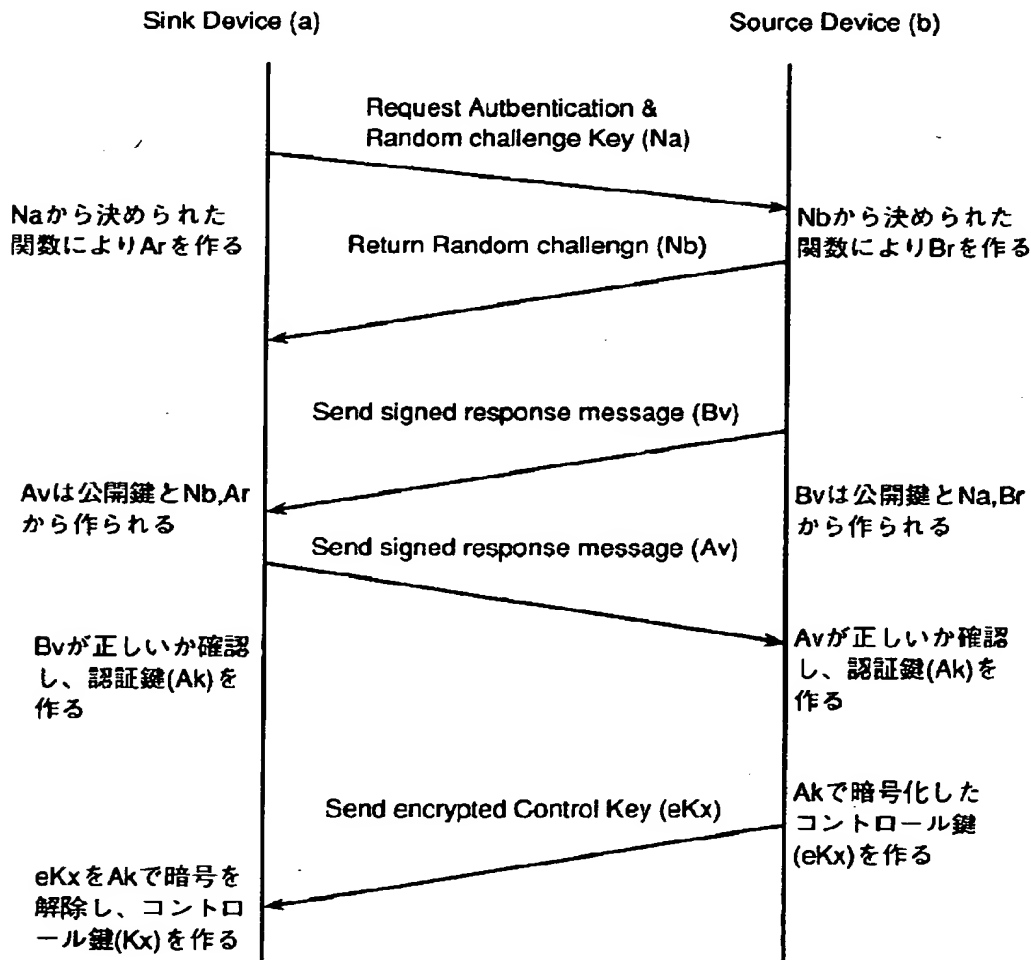 Sink Device (a)
Source Device (b)
Request Autbentication &
Random challenge Key (Na)
Naから決められた
関数によりArを作る
Nbから決められた
関数によりBrを作る
Return Random challengn (Nb)
Send signed response message (Bv)
Avは公開鍵とNb,Ar
から作られる
Bvは公開鍵とNa,Br
から作られる
Send signed response message (Av)
Bvが正しいか確認
し、認証鍵(Ak)を
作る
Avが正しいか確認
し、認証鍵(Ak)を
作る
Send encrypted Control Key (eKx)
Akで暗号化した
コントロール鍵
(eKx)を作る
eKxをAkで暗号を
解除し、コントロ
ール鍵(Kx)を作る